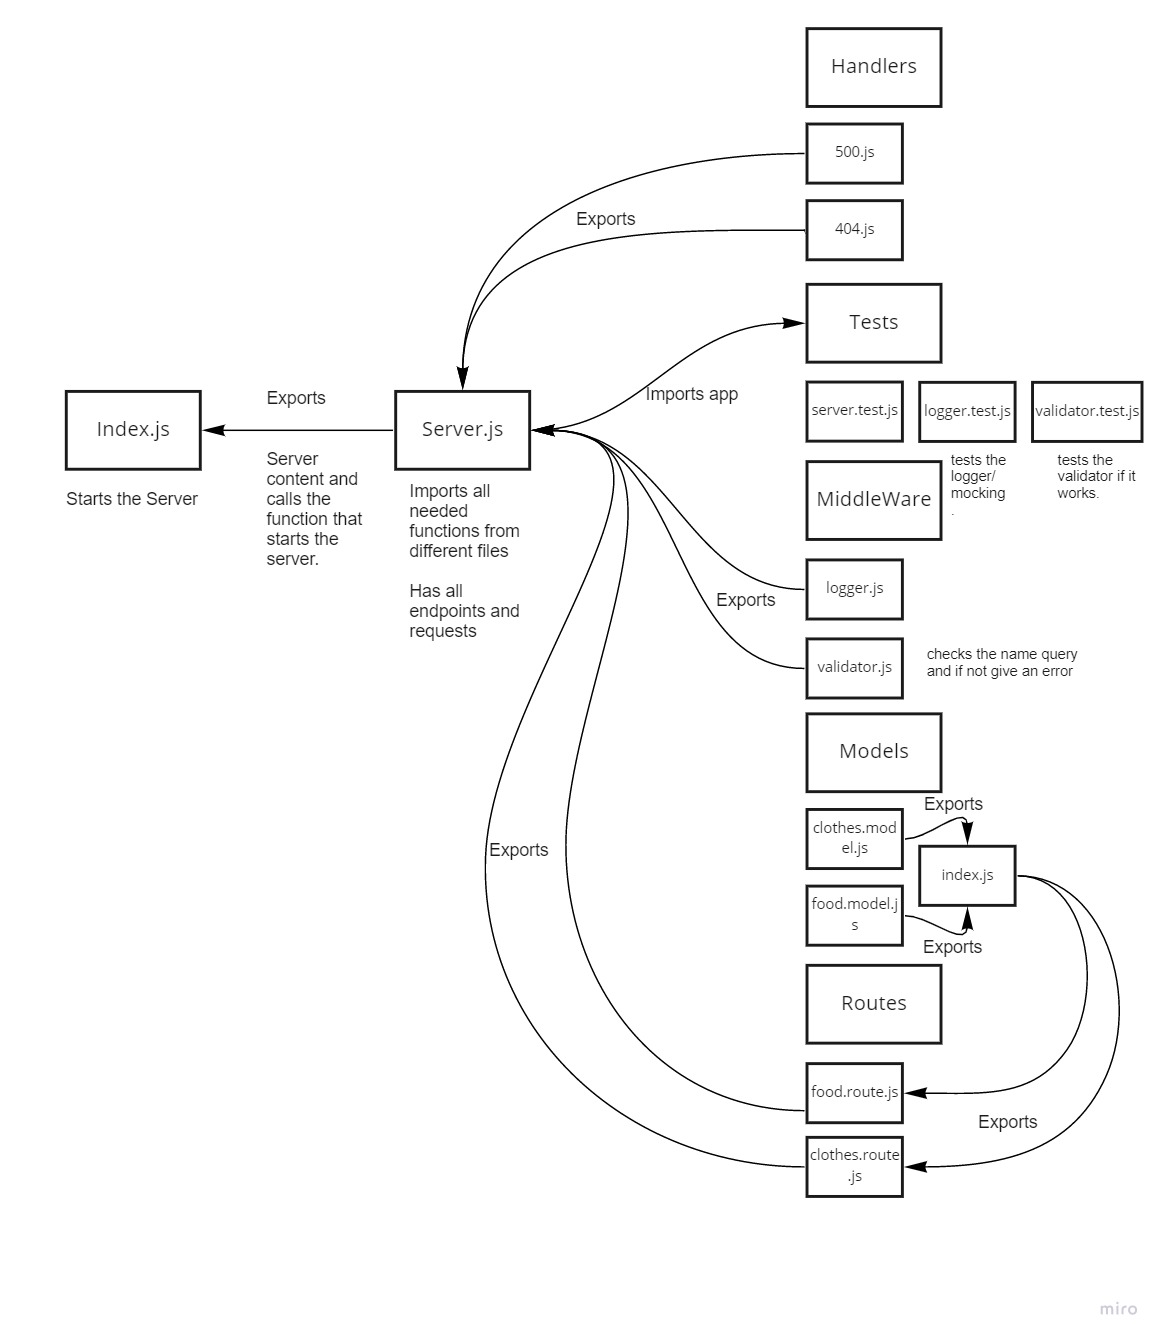 Handlers
500.js
Exports
404.js
Tests
Imports app
server.test.js
logger.test.js
validator.test.js
tests the
logger/
mocking
.
tests the
validator if it
works.
Index.js
Starts the Server
Exports
Server
content and
calls the
function that
starts the
server.
Server.js
Imports all
needed
functions from
different files
Has all
endpoints and
requests
MiddleWare
logger.js
Exports
validator.js
checks the name query
and if not give an error
Models
Exports
clothes.mod
el.js
index.js
food.model.j
s
Exports
Exports
Routes
food.route.js
Exports
clothes.route
.js
miro